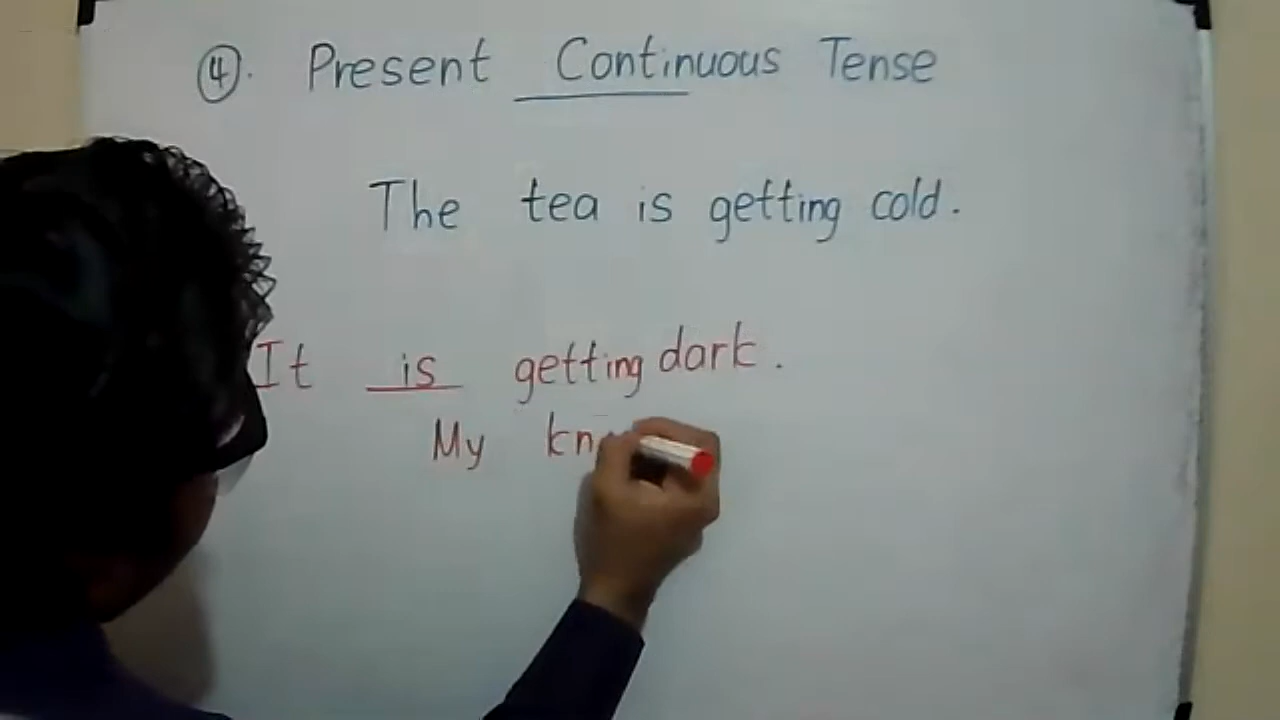 ④. Present Continuous Tense
The tea is getting cold.
It is getting dark.
My